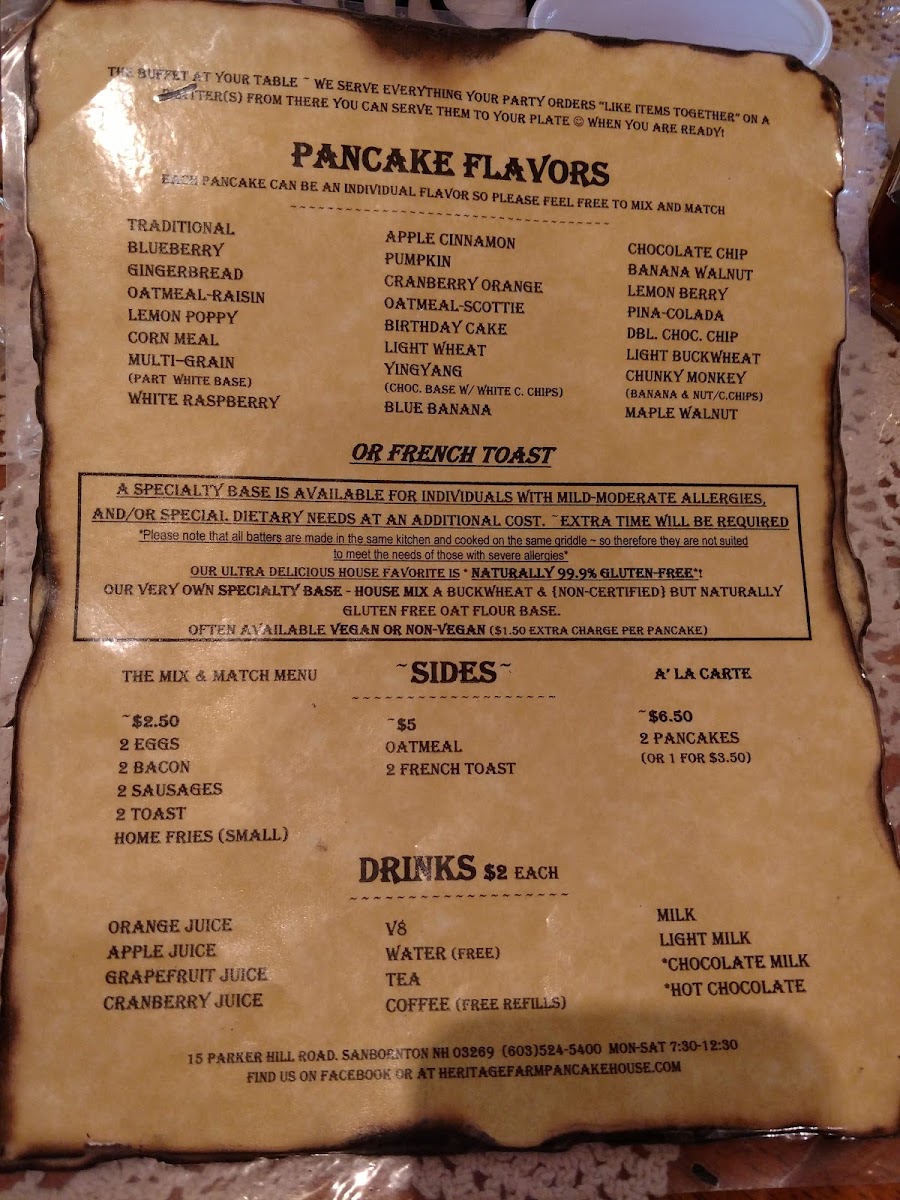 THE BUFFET AT YOUR TABLE ~ WE SERVE EVERYTHING YOUR PARTY ORDERS "LIKE ITEMS TOGETHER" ON A
TER(S) FROM THERE YOU CAN SERVE THEM TO YOUR PLATE ☺ WHEN YOU ARE READY!
PANCAKE FLAVORS
EACH PANCAKE CAN BE AN INDIVIDUAL FLAVOR SO PLEASE FEEL FREE TO MIX AND MATCH
TRADITIONAL
BLUEBERRY
GINGERBREAD
OATMEAL-RAISIN
LEMON POPPY
CORN MEAL
MULTI-GRAIN
(PART WHITE BASE)
WHITE RASPBERRY
APPLE CINNAMON
PUMPKIN
CRANBERRY ORANGE
OATMEAL-SCOTTIE
BIRTHDAY CAKE
LIGHT WHEAT
YINGYANG
(CHOC. BASE W/ WHITE C. CHIPS)
BLUE BANANA
CHOCOLATE CHIP
BANANA WALNUT
LEMON BERRY
PINA-COLADA
DBL. CHOC. CHIP
LIGHT BUCKWHEAT
CHUNKY MONKEY
(BANANA & NUT/C.CHIPS)
MAPLE WALNUT
OR FRENCH TOAST
A SPECIALTY BASE IS AVAILABLE FOR INDIVIDUALS WITH MILD-MODERATE ALLERGIES,
AND/OR SPECIAL DIETARY NEEDS AT AN ADDITIONAL COST. ~EXTRA TIME WILL BE REQUIRED
*Please note that all batters are made in the same kitchen and cooked on the same griddle ~ so therefore they are not suited
to meet the needs of those with severe allergies*
OUR ULTRA DELICIOUS HOUSE FAVORITE IS * NATURALLY 99.9% GLUTEN-FREE*!
OUR VERY OWN SPECIALTY BASE - HOUSE MIX A BUCKWHEAT & {NON-CERTIFIED} BUT NATURALLY
GLUTEN FREE OAT FLOUR BASE.
OFTEN AVAILABLE VEGAN OR NON-VEGAN ($1.50 EXTRA CHARGE PER PANCAKE)
THE MIX & MATCH MENU
~SIDES~
A' LA CARTE
~$2.50
2 EGGS
2 BACON
2 SAUSAGES
2 TOAST
HOME FRIES (SMALL)
~$5
OATMEAL
2 FRENCH TOAST
~$6.50
2 PANCAKES
(OR 1 FOR $3.50)
DRINKS $2 EACH
ORANGE JUICE
APPLE JUICE
GRAPEFRUIT JUICE
CRANBERRY JUICE
V8
WATER (FREE)
TEA
COFFEE (FREE REFILLS)
MILK
LIGHT MILK
*CHOCOLATE MILK
*HOT CHOCOLATE
15 PARKER HILL ROAD. SANBORNTON NH 03269 (603)524-5400 MON-SAT 7:30-12:30
FIND US ON FACEBOOK OR AT HERITAGEFARMPANCAKEHOUSE.COM